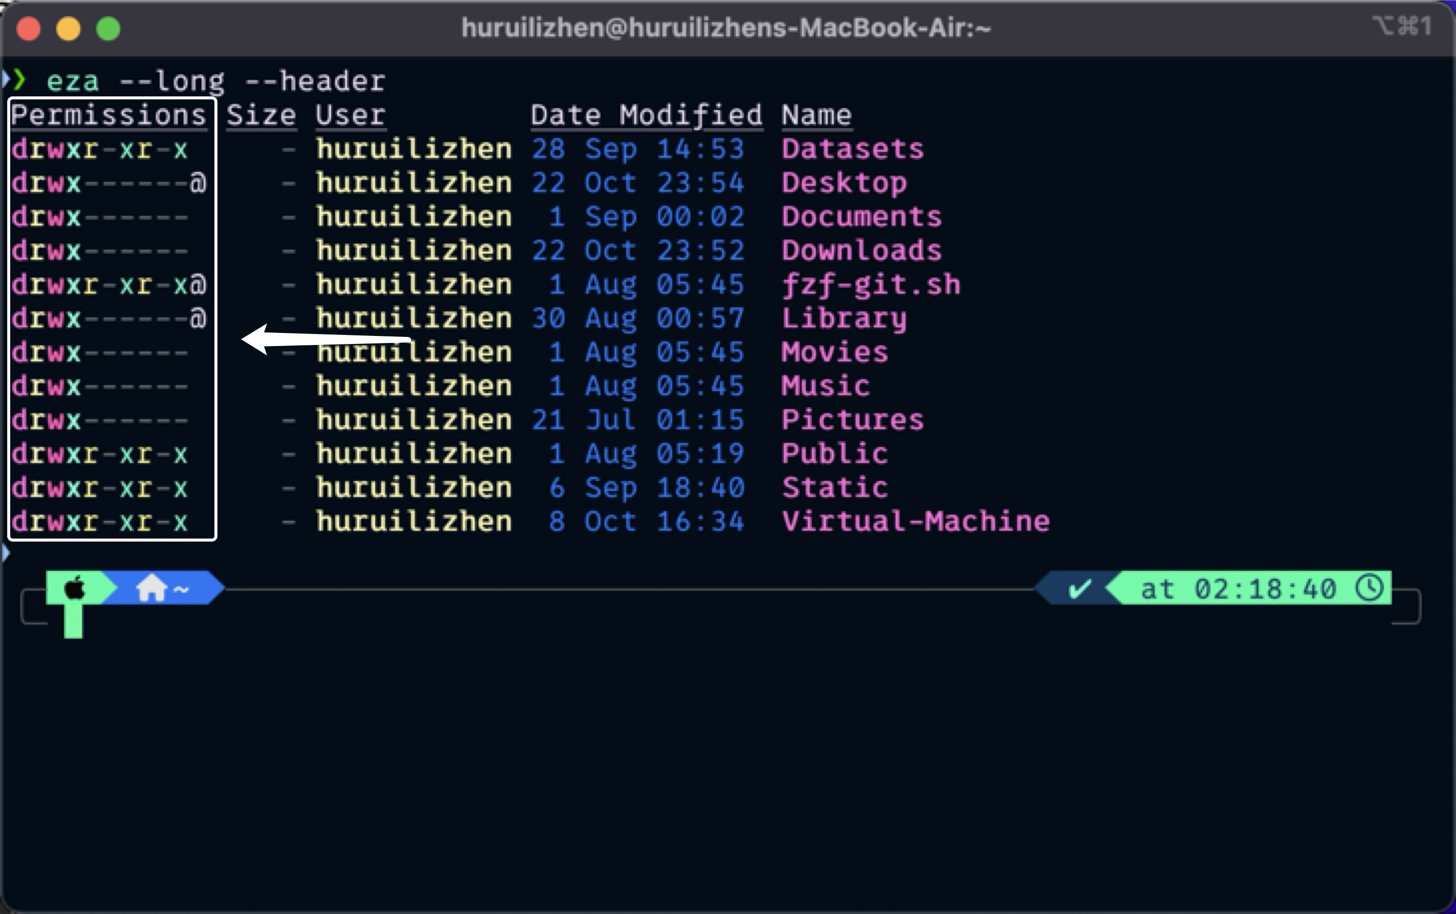 huruilizhen@huruilizhens-MacBook-Air:~ ⌥⌘1
❯ eza --long --header
Permissions Size User Date Modified Name
drwxr-xr-x - huruilizhen 28 Sep 14:53 Datasets
drwx------@ - huruilizhen 22 Oct 23:54 Desktop
drwx------ - huruilizhen 1 Sep 00:02 Documents
drwx------ - huruilizhen 22 Oct 23:52 Downloads
drwxr-xr-x@ - huruilizhen 1 Aug 05:45 fzf-git.sh
drwx------@ - huruilizhen 30 Aug 00:57 Library
drwx------ - huruilizhen 1 Aug 05:45 Movies
drwx------ - huruilizhen 1 Aug 05:45 Music
drwx------ - huruilizhen 21 Jul 01:15 Pictures
drwxr-xr-x - huruilizhen 1 Aug 05:19 Public
drwxr-xr-x - huruilizhen 6 Sep 18:40 Static
drwxr-xr-x - huruilizhen 8 Oct 16:34 Virtual-Machine
~ ✔ at 02:18:40